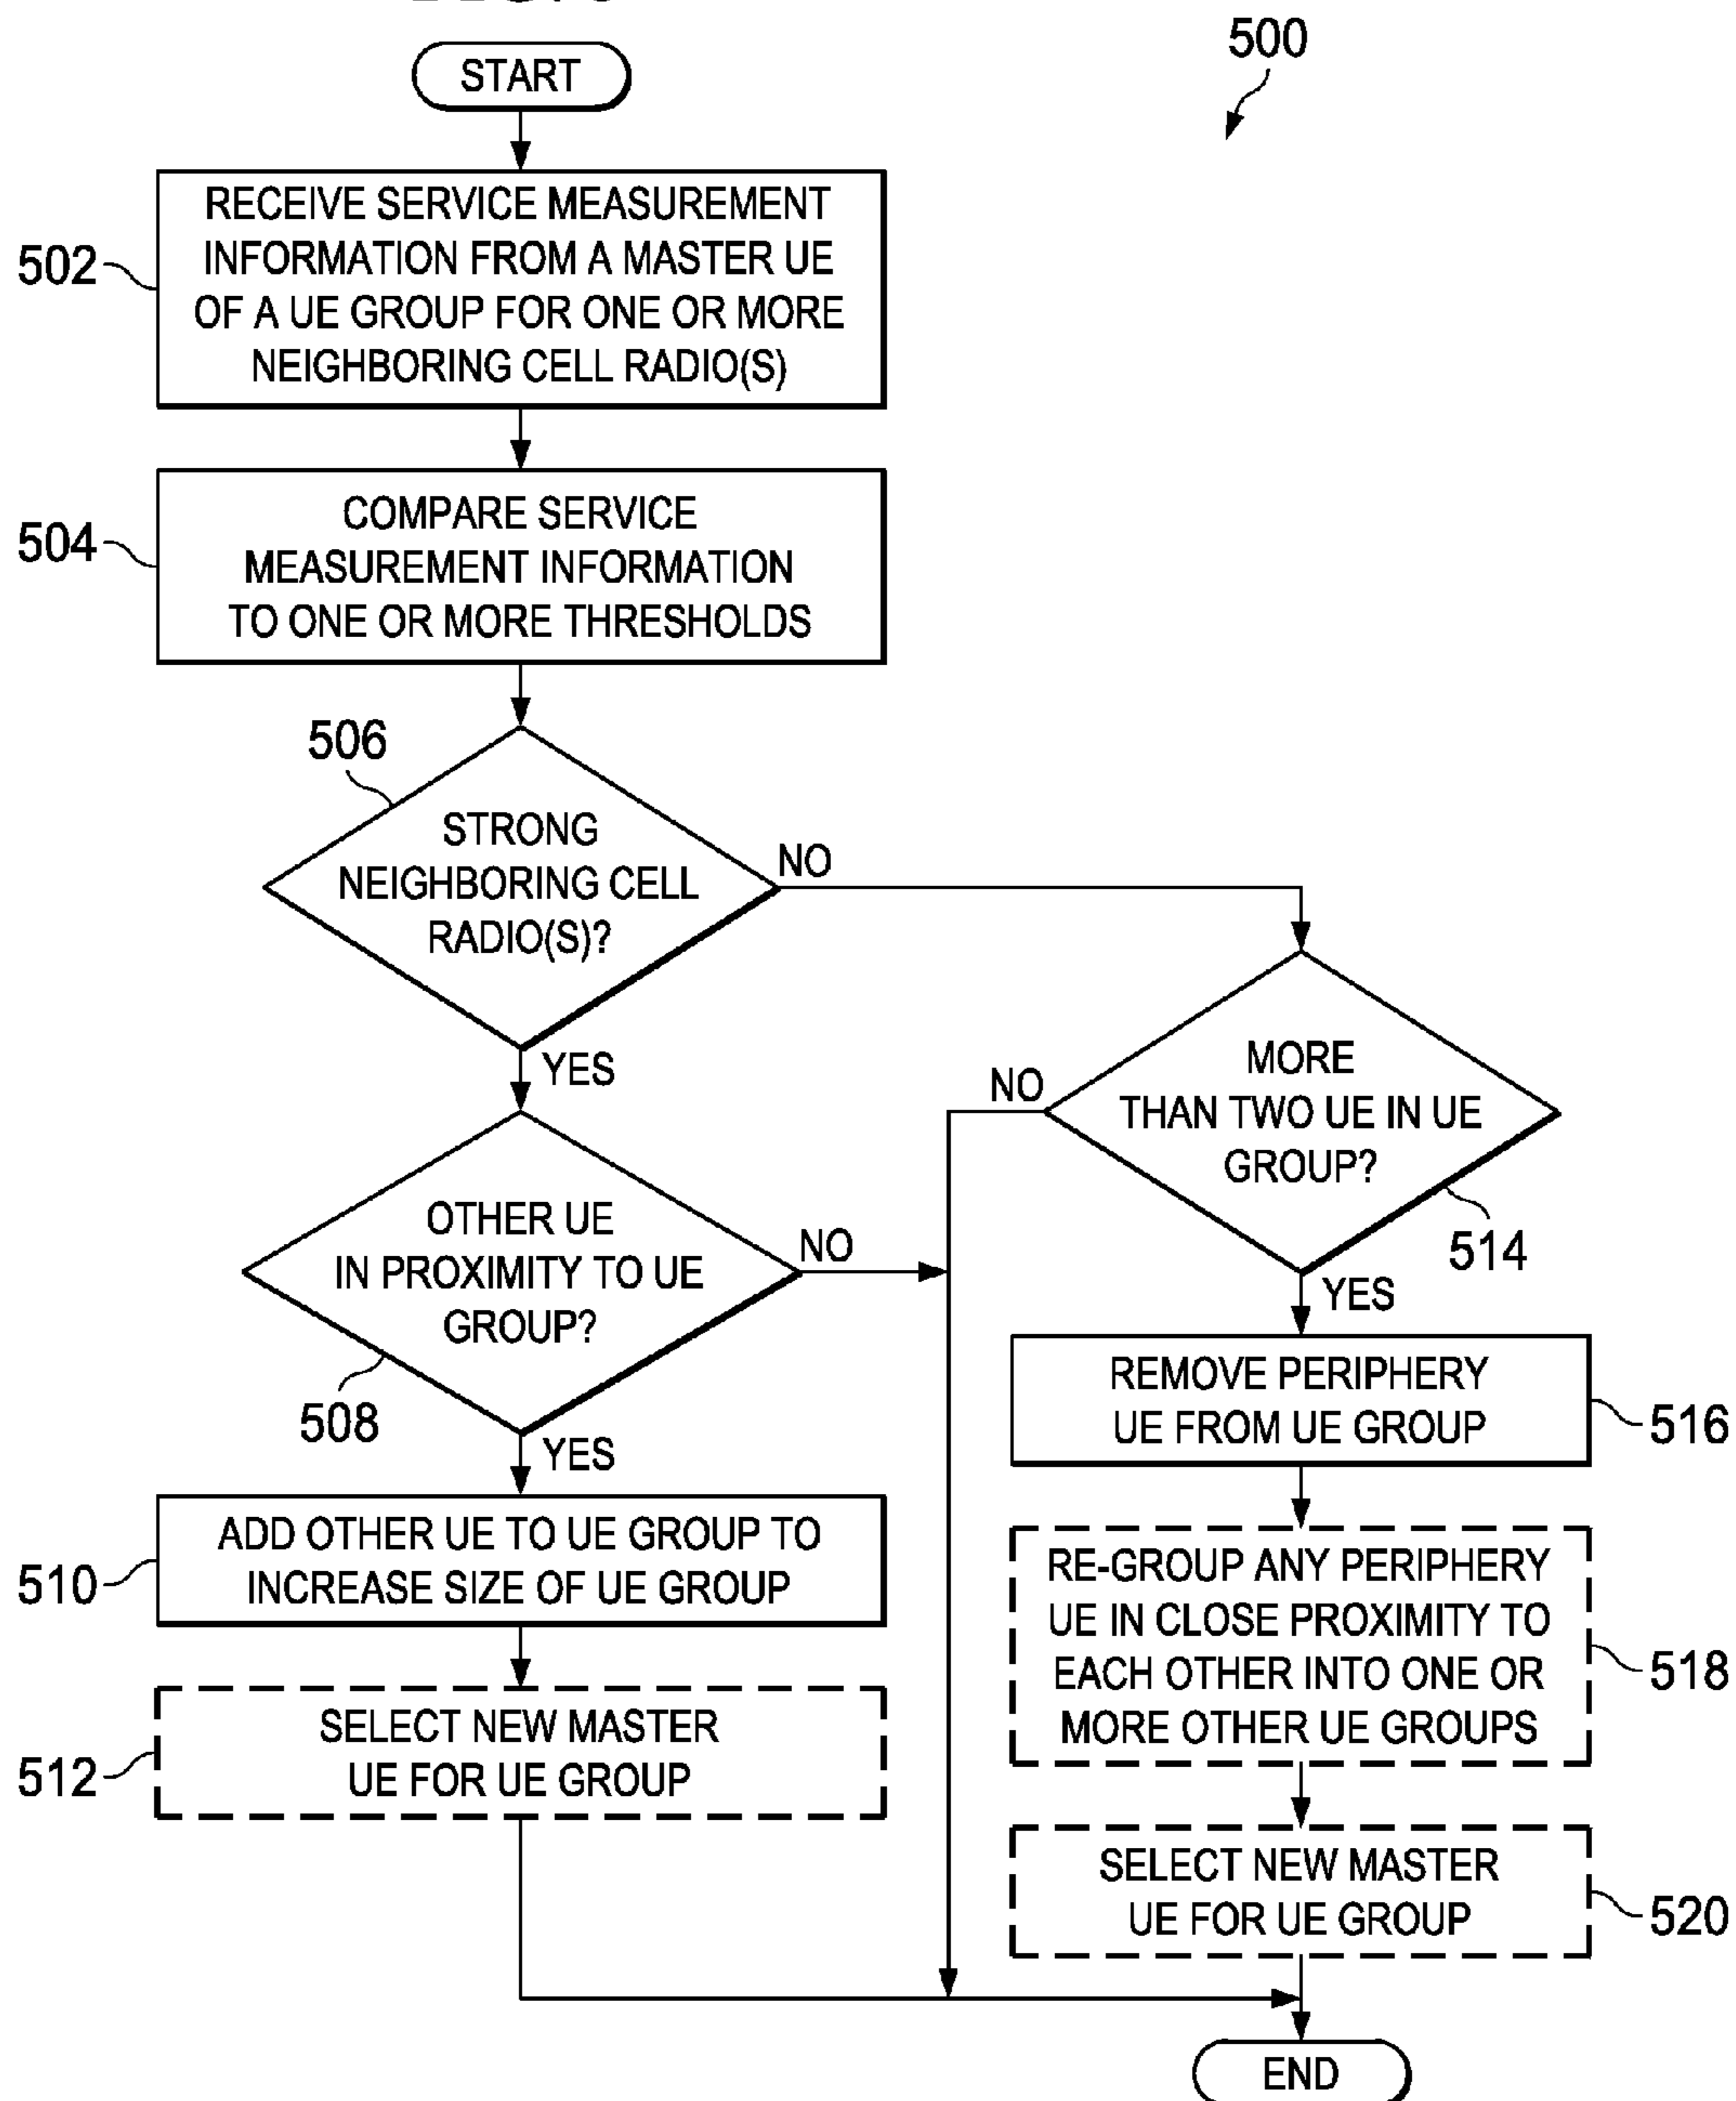 500
START
502
RECEIVE SERVICE MEASUREMENT
INFORMATION FROM A MASTER UE
OF A UE GROUP FOR ONE OR MORE
NEIGHBORING CELL RADIO(S)
504
COMPARE SERVICE
MEASUREMENT INFORMATION
TO ONE OR MORE THRESHOLDS
506
STRONG
NEIGHBORING CELL
RADIO(S)?
NO
YES
508
OTHER UE
IN PROXIMITY TO UE
GROUP?
NO
YES
510
ADD OTHER UE TO UE GROUP TO
INCREASE SIZE OF UE GROUP
512
SELECT NEW MASTER
UE FOR UE GROUP
514
MORE
THAN TWO UE IN UE
GROUP?
NO
YES
516
REMOVE PERIPHERY
UE FROM UE GROUP
518
RE-GROUP ANY PERIPHERY
UE IN CLOSE PROXIMITY TO
EACH OTHER INTO ONE OR
MORE OTHER UE GROUPS
520
SELECT NEW MASTER
UE FOR UE GROUP
END